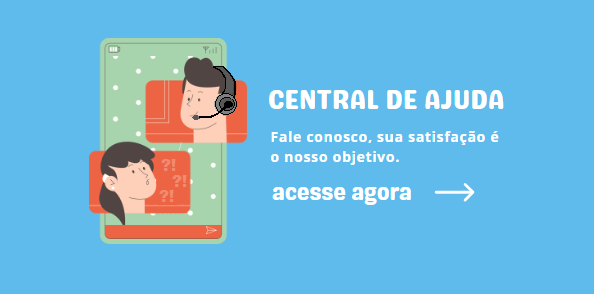 CENTRAL DE AJUDA
Fale conosco, sua satisfação é
o nosso objetivo.
acesse agora
?!
?!
?!